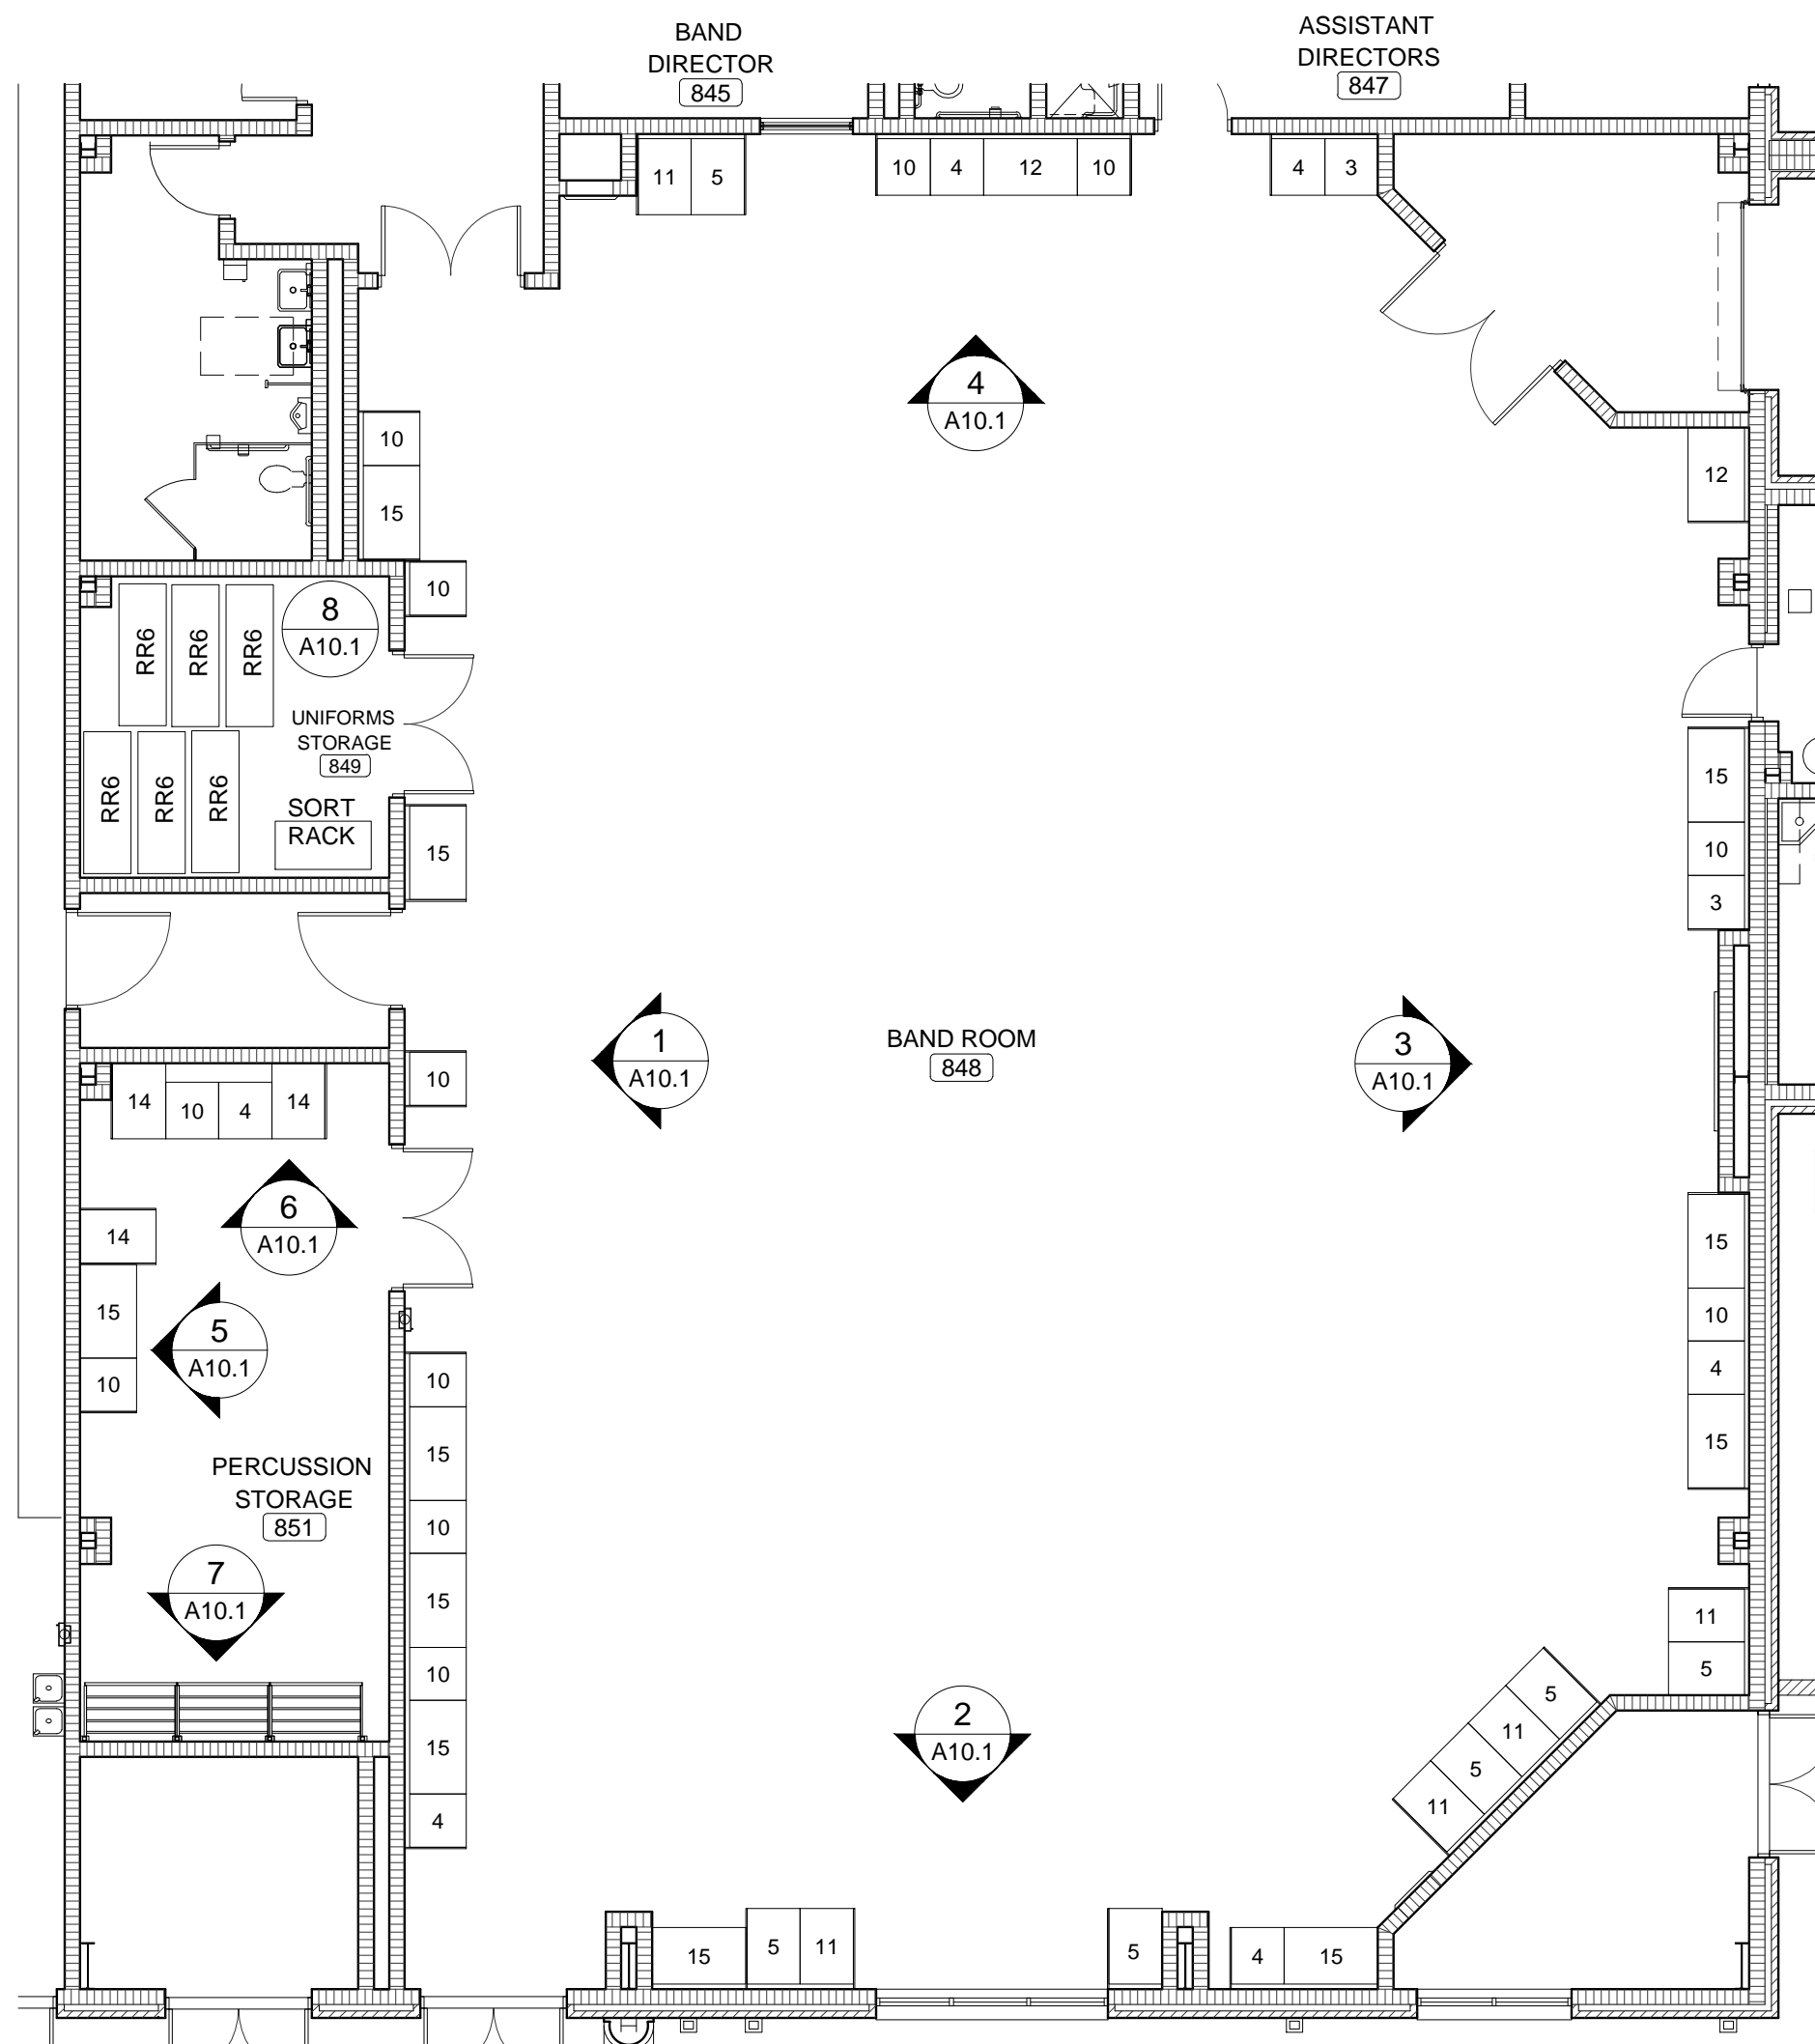 BAND
DIRECTOR
845
ASSISTANT
DIRECTORS
847
11 5
10 4 12 10
4 3
4
A10.1
10
15
12
10
8
A10.1
RR6 RR6 RR6
UNIFORMS
STORAGE
849
RR6 RR6 RR6
SORT
RACK
15
15
10
3
1
A10.1
BAND ROOM
848
3
A10.1
10
14 10 4 14
6
A10.1
14
15
10
5
A10.1
15
10
4
15
10
15
10
15
10
15
4
PERCUSSION
STORAGE
851
7
A10.1
2
A10.1
11
5
5
11
5
11
15 5 11
5
4 15